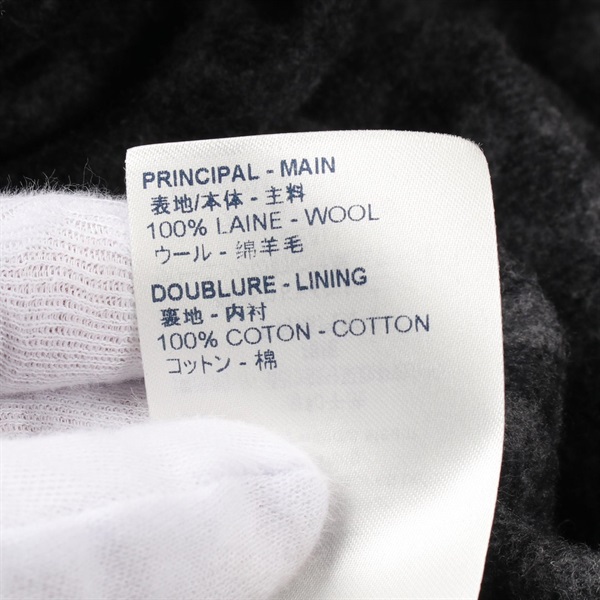 PRINCIPAL - MAIN
表地/本体 - 主料
100% LAINE - WOOL
ウール - 绵羊毛
DOUBLURE - LINING
裏地 - 内衬
100% COTON - COTTON
コットン - 棉